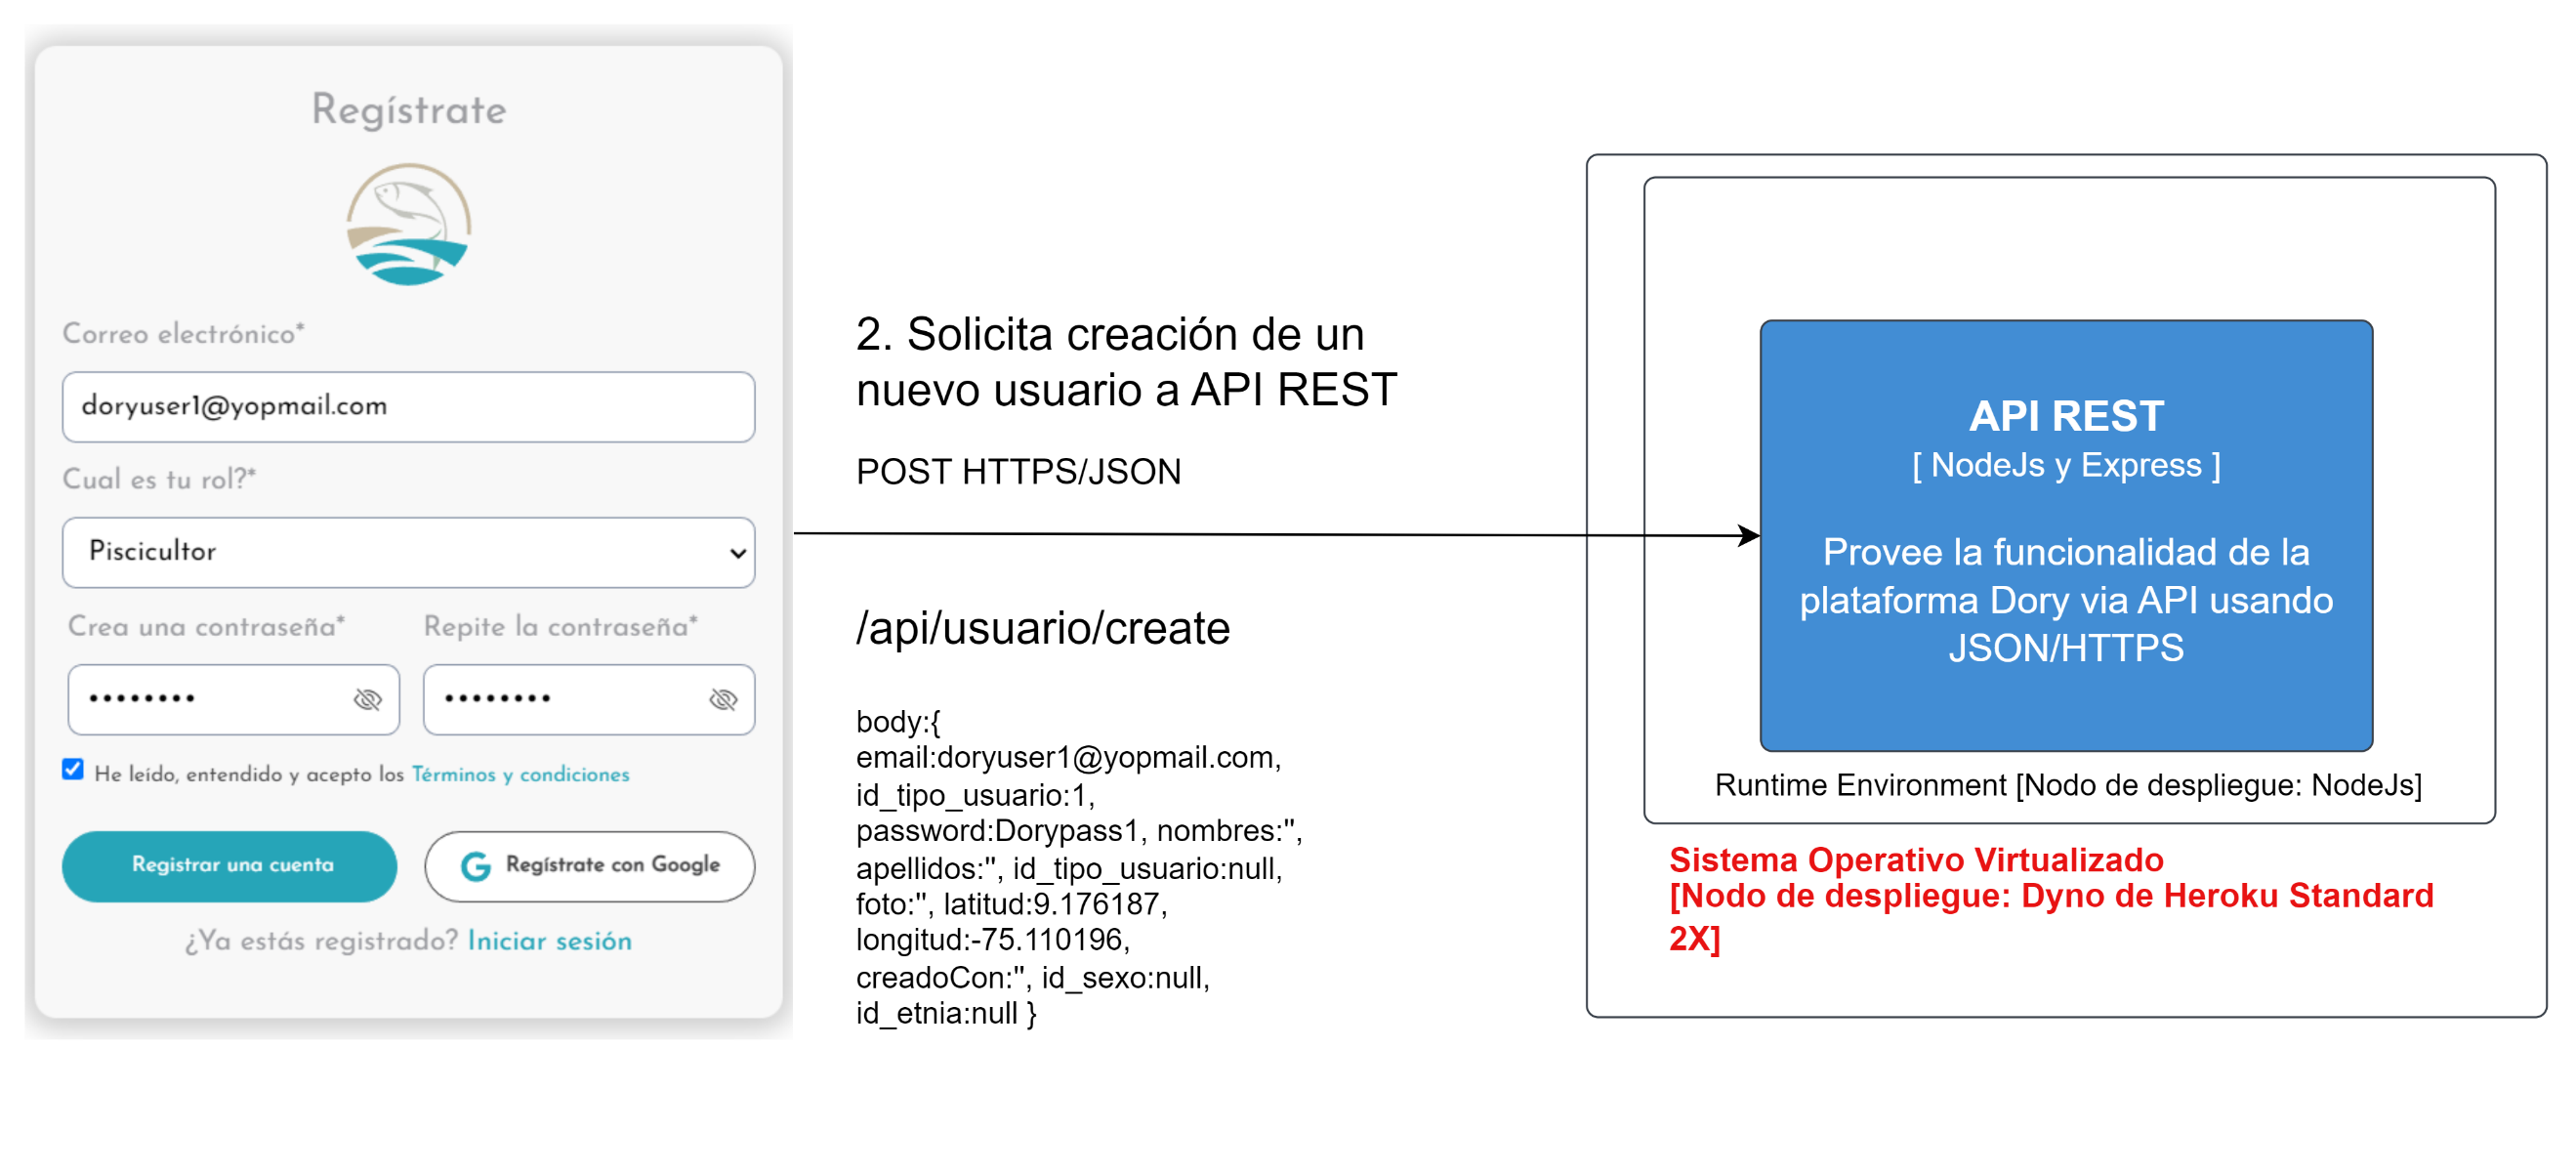 Regístrate
Correo electrónico*
doryuser1@yopmail.com
Cual es tu rol?*
Piscicultor
Crea una contraseña*
Repite la contraseña*
••••••••
••••••••
He leído, entendido y acepto los Términos y condiciones
Registrar una cuenta
G Regístrate con Google
¿Ya estás registrado? Iniciar sesión
2. Solicita creación de un
nuevo usuario a API REST
POST HTTPS/JSON
/api/usuario/create
body:{
email:doryuser1@yopmail.com,
id_tipo_usuario:1,
password:Dorypass1, nombres:'',
apellidos:'', id_tipo_usuario:null,
foto:'', latitud:9.176187,
longitud:-75.110196,
creadoCon:'', id_sexo:null,
id_etnia:null }
API REST
[ NodeJs y Express ]
Provee la funcionalidad de la
plataforma Dory via API usando
JSON/HTTPS
Runtime Environment [Nodo de despliegue: NodeJs]
Sistema Operativo Virtualizado
[Nodo de despliegue: Dyno de Heroku Standard
2X]